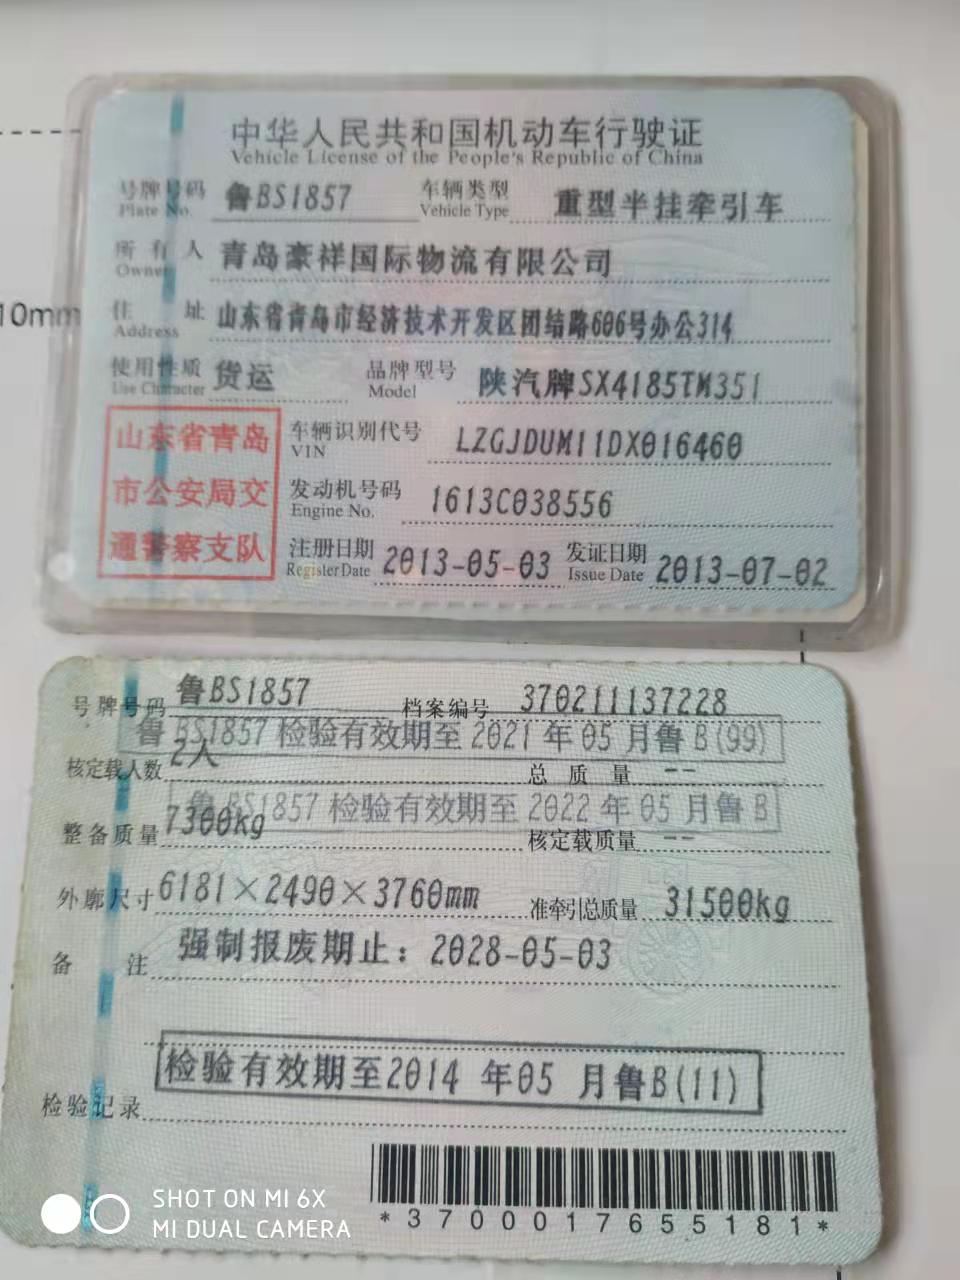 10mm
中华人民共和国机动车行驶证
Vehicle License of the People's Republic of China
号牌号码 鲁BS1857 车辆类型 重型半挂牵引车
Plate No. Vehicle Type
所有人 青岛豪祥国际物流有限公司
Owner
住址 山东省青岛市经济技术开发区团结路606号办公314
Address
使用性质 货运 品牌型号 陕汽牌SX4185TM351
Use Character Model
山东省青岛
市公安局交
通警察支队
车辆识别代号 LZGJDUM11DX016460
VIN
发动机号码 1613C038556
Engine No.
注册日期 2013-05-03 发证日期 2013-07-02
Register Date Issue Date
号牌号码 鲁BS1857 档案编号 370211137228
鲁BS1857 检验有效期至 2021 年 05 月鲁 B(99)
核定载人数 2人 总质量 --
鲁BS1857 检验有效期至 2022 年 05 月鲁 B
整备质量 7300kg 核定载质量 --
外廓尺寸 6181×2490×3760mm 准牵引总质量 31500kg
备注 强制报废期止：2028-05-03
检验有效期至2014 年05 月鲁B(11)
检验记录
*3700017655181*
SHOT ON MI 6X
MI DUAL CAMERA